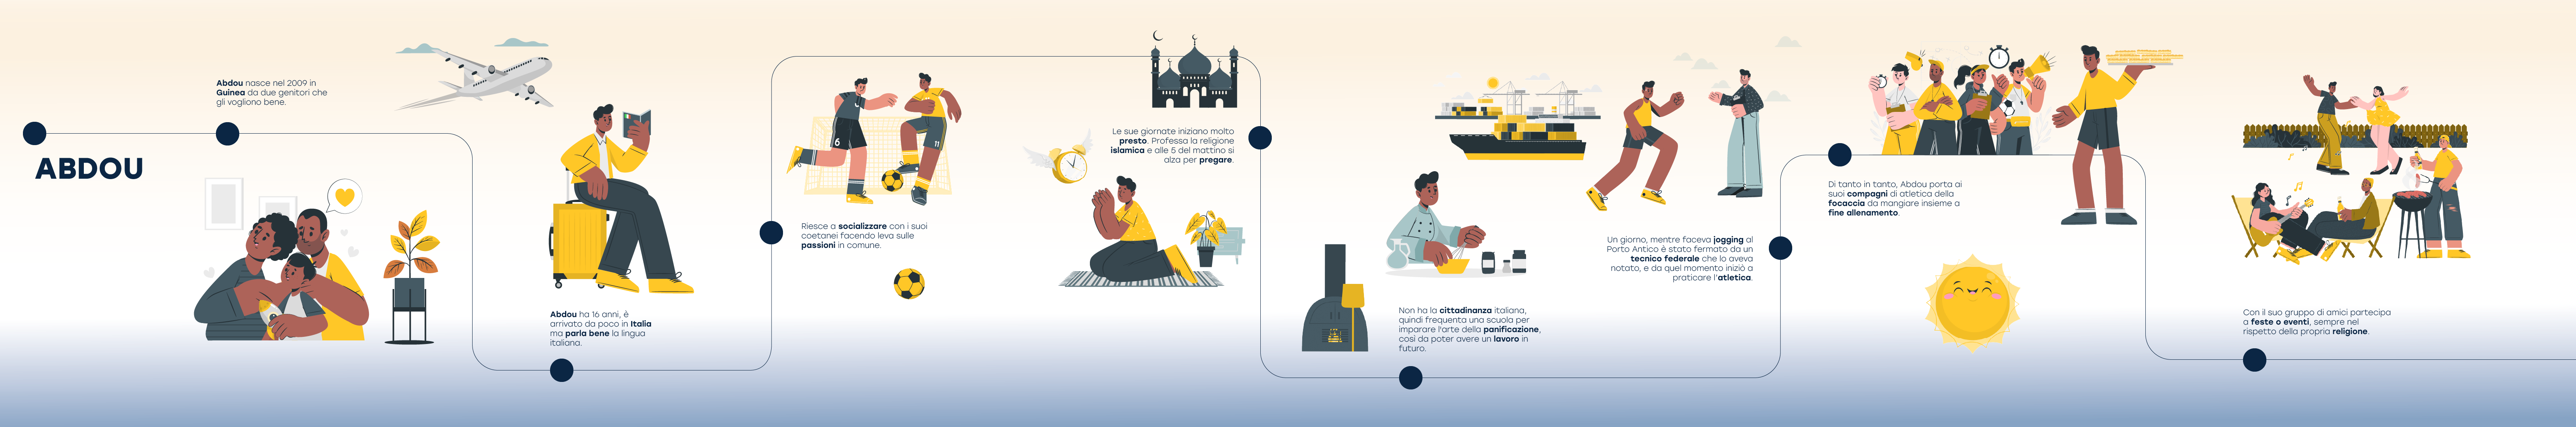 ABDOU
Abdou nasce nel 2009 in
Guinea da due genitori che
gli vogliono bene.
Abdou ha 16 anni, è
arrivato da poco in Italia
ma parla bene la lingua
italiana.
6
11
Riesce a socializzare con i suoi
coetanei facendo leva sulle
passioni in comune.
Le sue giornate iniziano molto
presto. Professa la religione
islamica e alle 5 del mattino si
alza per pregare.
Non ha la cittadinanza italiana,
quindi frequenta una scuola per
imparare l'arte della panificazione,
così da poter avere un lavoro in
futuro.
Un giorno, mentre faceva jogging al
Porto Antico è stato fermato da un
tecnico federale che lo aveva
notato, e da quel momento iniziò a
praticare l'atletica.
Di tanto in tanto, Abdou porta ai
suoi compagni di atletica della
focaccia da mangiare insieme a
fine allenamento.
Con il suo gruppo di amici partecipa
a feste o eventi, sempre nel
rispetto della propria religione.